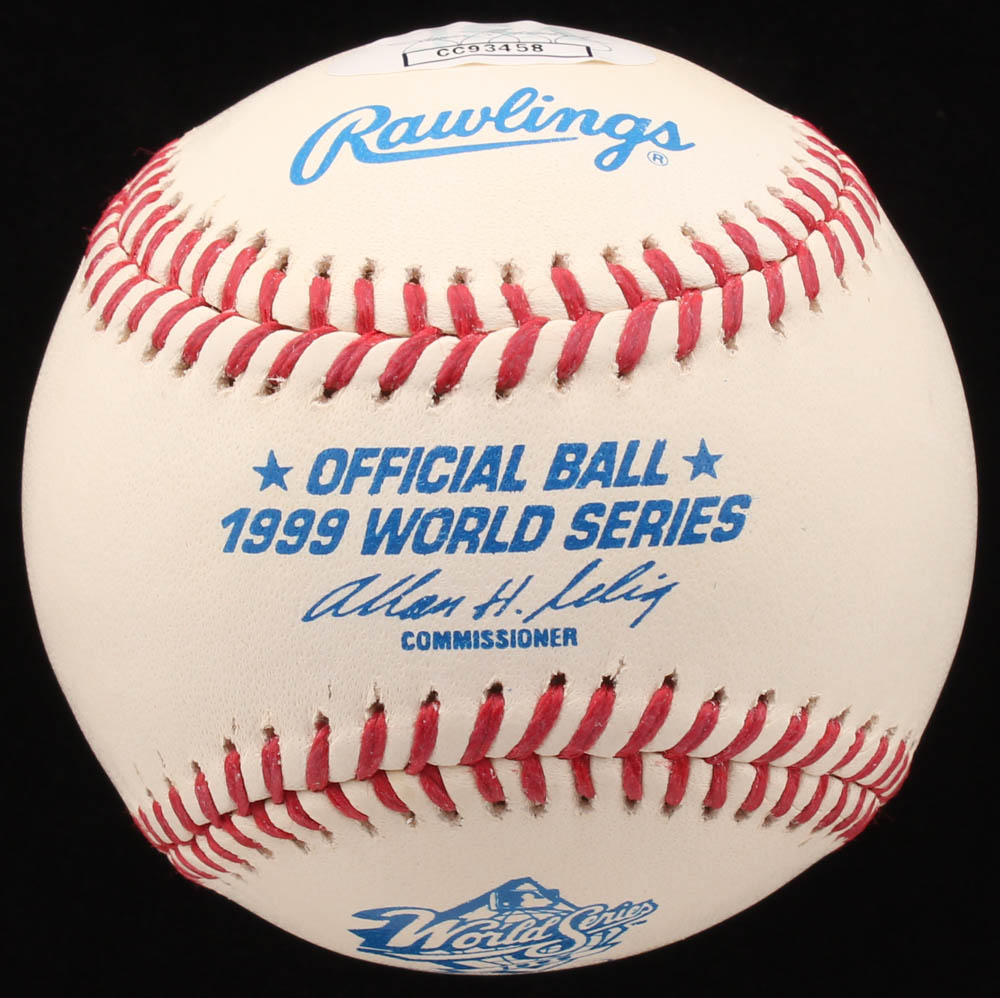 CC93458
Rawlings ®
★ OFFICIAL BALL ★
1999 WORLD SERIES
Allan H. Selig
COMMISSIONER
World Series